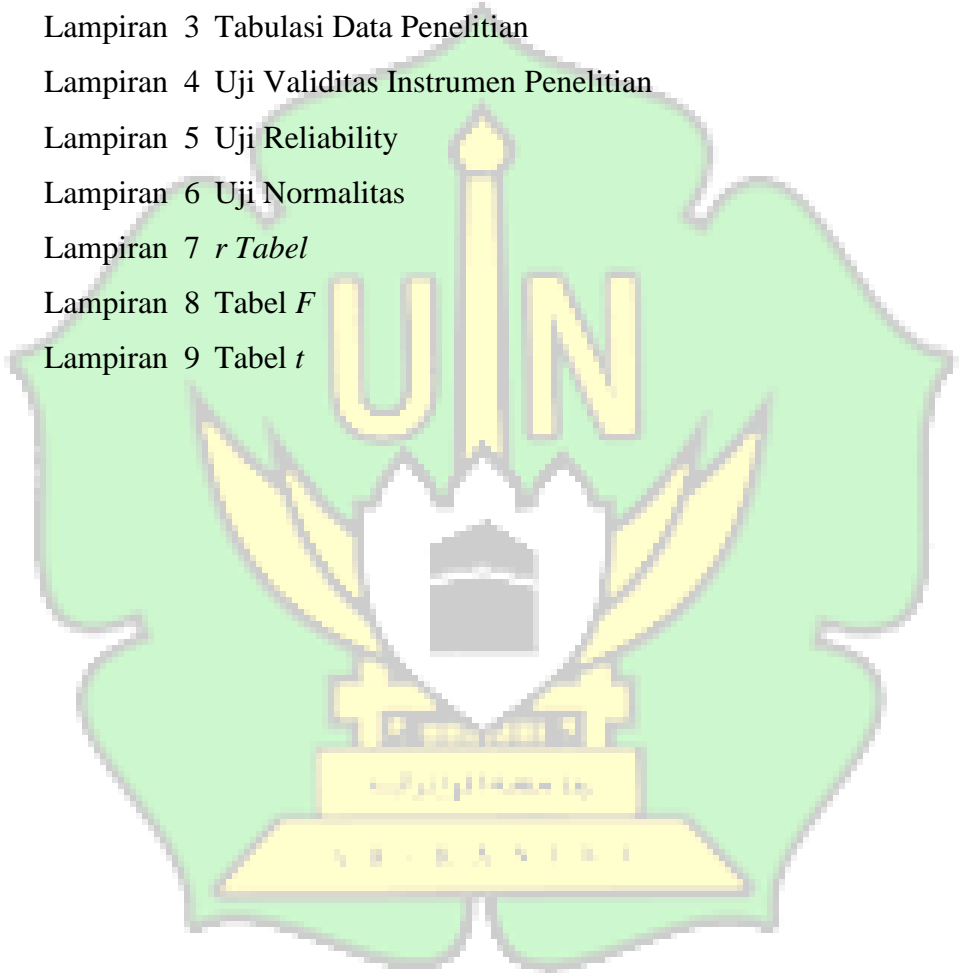 Lampiran 3 Tabulasi Data Penelitian
Lampiran 4 Uji Validitas Instrumen Penelitian
Lampiran 5 Uji Reliability
Lampiran 6 Uji Normalitas
Lampiran 7 r Tabel
Lampiran 8 Tabel F
Lampiran 9 Tabel t
UIN